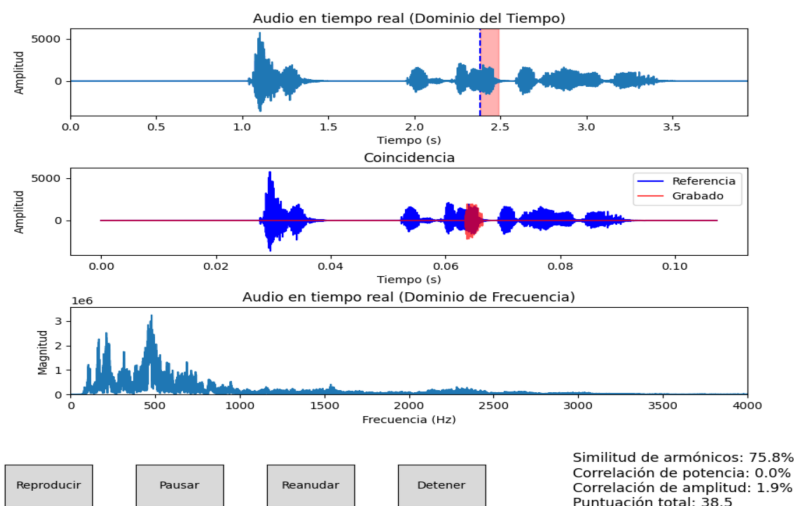 Audio en tiempo real (Dominio del Tiempo)
5000
0
Amplitud
0.0 0.5 1.0 1.5 2.0 2.5 3.0 3.5
Tiempo (s)
Coincidencia
5000
0
Amplitud
Referencia
Grabado
0.00 0.02 0.04 0.06 0.08 0.10
Tiempo (s)
Audio en tiempo real (Dominio de Frecuencia)
1e6
3
2
1
0
Magnitud
0 500 1000 1500 2000 2500 3000 3500 4000
Frecuencia (Hz)
Reproducir Pausar Reanudar Detener
Similitud de armónicos: 75.8%
Correlación de potencia: 0.0%
Correlación de amplitud: 1.9%
Puntuación total: 38.5